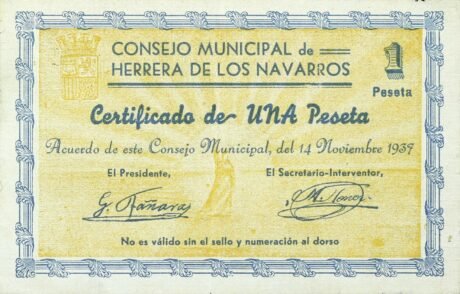 CONSEJO MUNICIPAL de
HERRERA DE LOS NAVARROS
1
Peseta
Certificado de UNA Peseta
Acuerdo de este Consejo Municipal, del 14 Noviembre 1937
El Presidente,
El Secretario-Interventor,
No es válido sin el sello y numeración al dorso